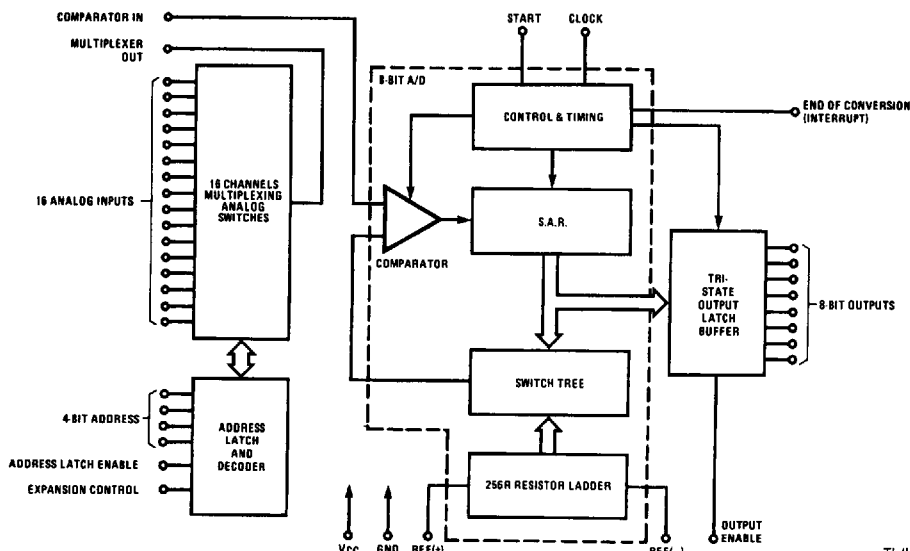 COMPARATOR IN
MULTIPLEXER
OUT
START
CLOCK
8-BIT A/D
CONTROL & TIMING
END OF CONVERSION
(INTERRUPT)
16 ANALOG INPUTS
16 CHANNELS
MULTIPLEXING
ANALOG
SWITCHES
S.A.R.
COMPARATOR
TRI-
STATE
OUTPUT
LATCH
BUFFER
8-BIT OUTPUTS
SWITCH TREE
4-BIT ADDRESS
ADDRESS
LATCH
AND
DECODER
ADDRESS LATCH ENABLE
EXPANSION CONTROL
256R RESISTOR LADDER
VCC
GND
REF(+)
REF(-)
OUTPUT
ENABLE